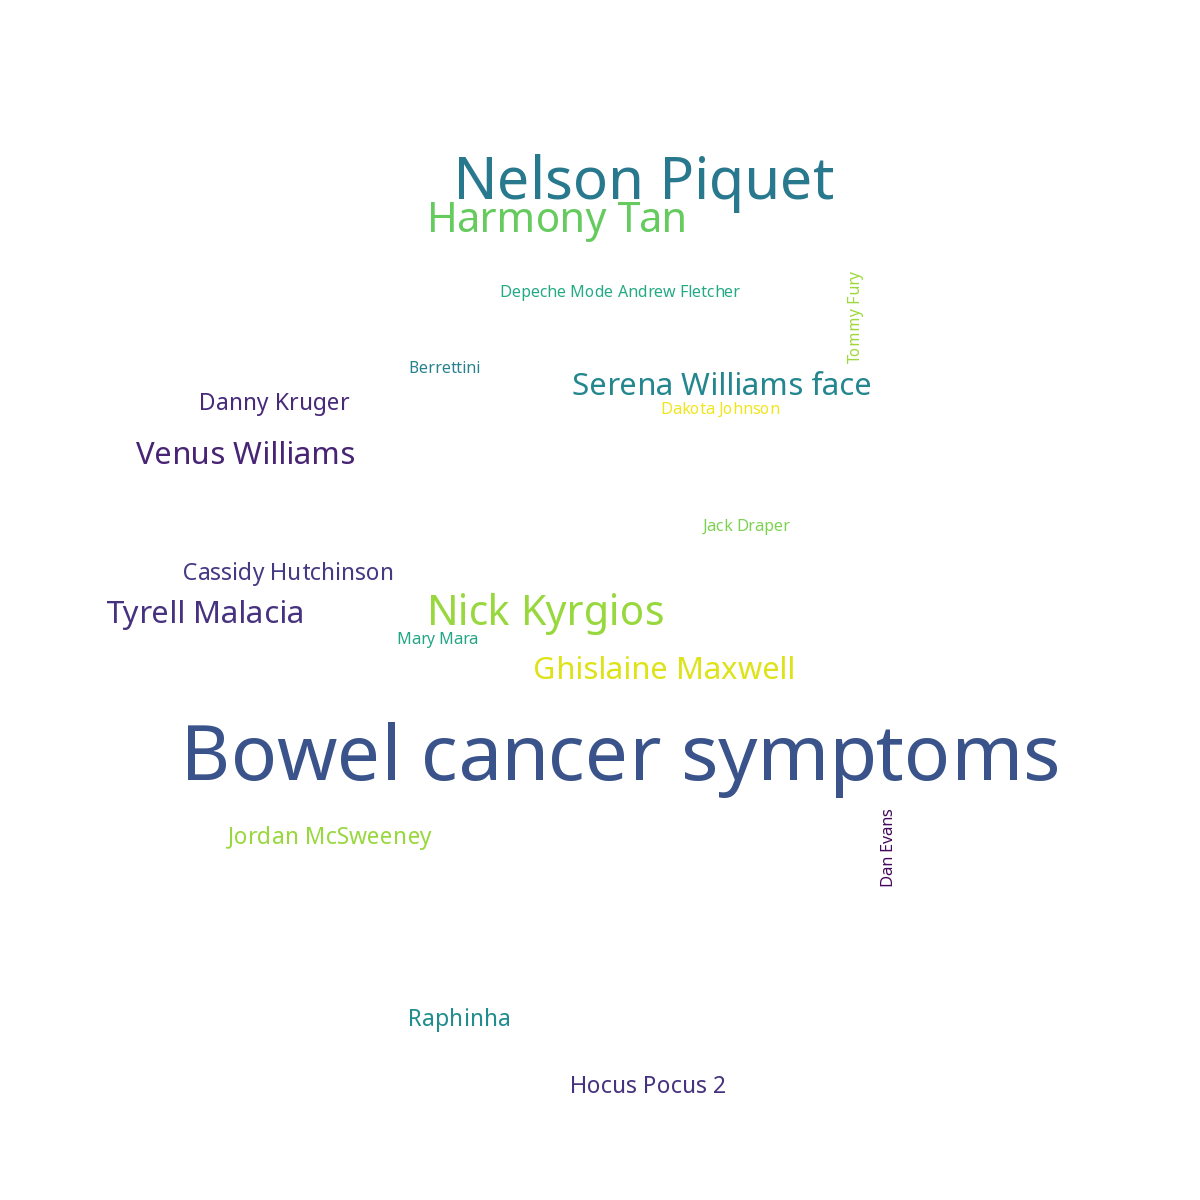 Nelson Piquet
Harmony Tan
Depeche Mode Andrew Fletcher
Tommy Fury
Berrettini
Serena Williams face
Danny Kruger
Dakota Johnson
Venus Williams
Jack Draper
Cassidy Hutchinson
Tyrell Malacia
Nick Kyrgios
Mary Mara
Ghislaine Maxwell
Bowel cancer symptoms
Jordan McSweeney
Dan Evans
Raphinha
Hocus Pocus 2